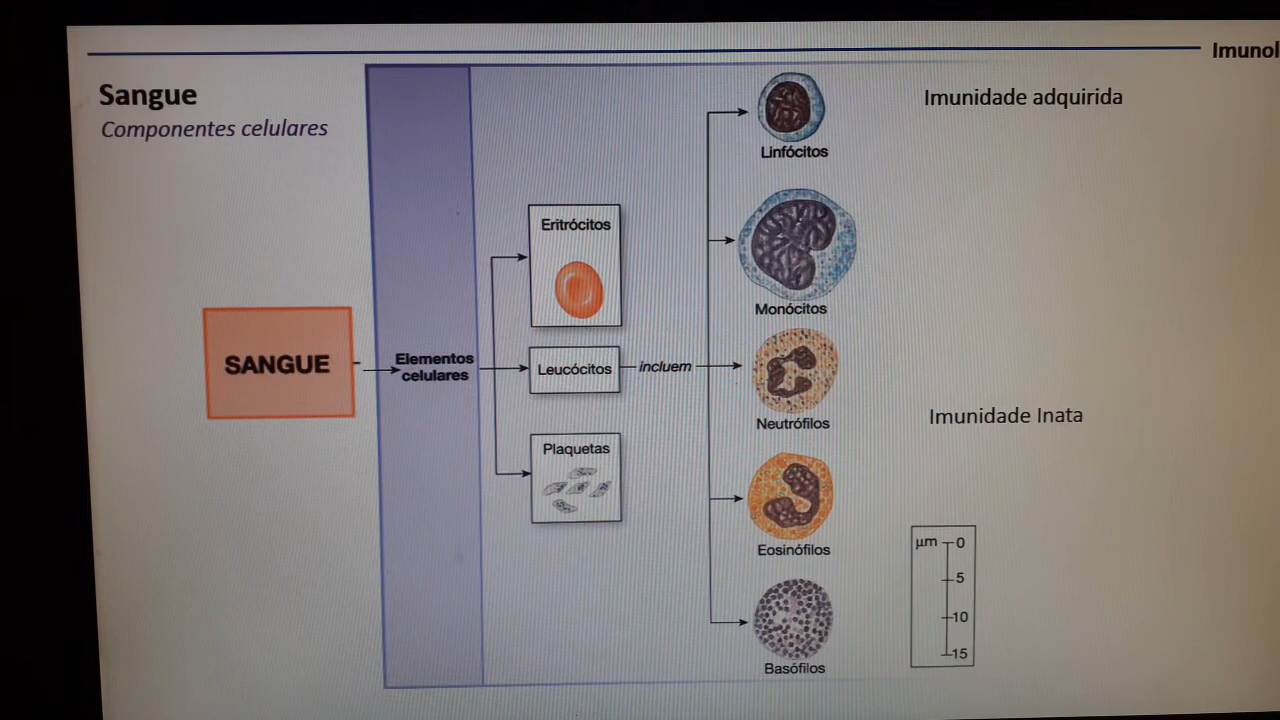 Imunol
Sangue
Componentes celulares
Imunidade adquirida
Linfócitos
Eritrócitos
Monócitos
SANGUE
Elementos
celulares
Leucócitos
incluem
Neutrófilos
Imunidade Inata
Plaquetas
Eosinófilos
µm
0
5
10
15
Basófilos